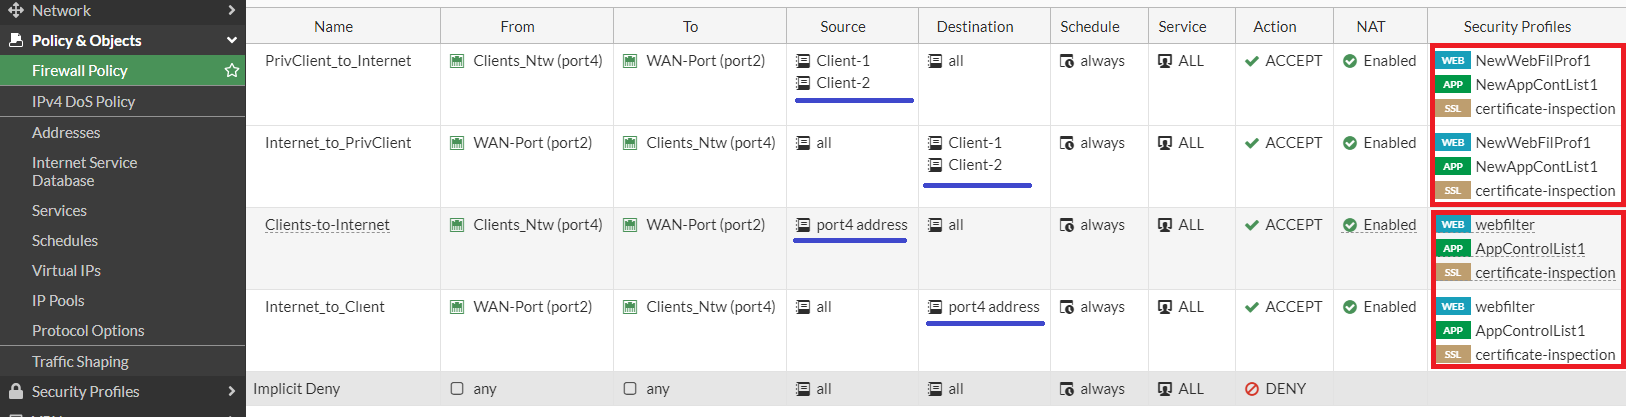 Network
Policy & Objects
Firewall Policy
IPv4 DoS Policy
Addresses
Internet Service
Database
Services
Schedules
Virtual IPs
IP Pools
Protocol Options
Traffic Shaping
Security Profiles
Name From To Source Destination Schedule Service Action NAT Security Profiles
PrivClient_to_Internet Clients_Ntw (port4) WAN-Port (port2) Client-1 all always ALL ACCEPT Enabled WEB NewWebFilProf1
Client-2 APP NewAppContList1
SSL certificate-inspection
Internet_to_PrivClient WAN-Port (port2) Clients_Ntw (port4) all Client-1 always ALL ACCEPT Enabled WEB NewWebFilProf1
Client-2 APP NewAppContList1
SSL certificate-inspection
Clients-to-Internet Clients_Ntw (port4) WAN-Port (port2) port4 address all always ALL ACCEPT Enabled WEB webfilter
APP AppControlList1
SSL certificate-inspection
Internet_to_Client WAN-Port (port2) Clients_Ntw (port4) all port4 address always ALL ACCEPT Enabled WEB webfilter
APP AppControlList1
SSL certificate-inspection
Implicit Deny any any all all always ALL DENY